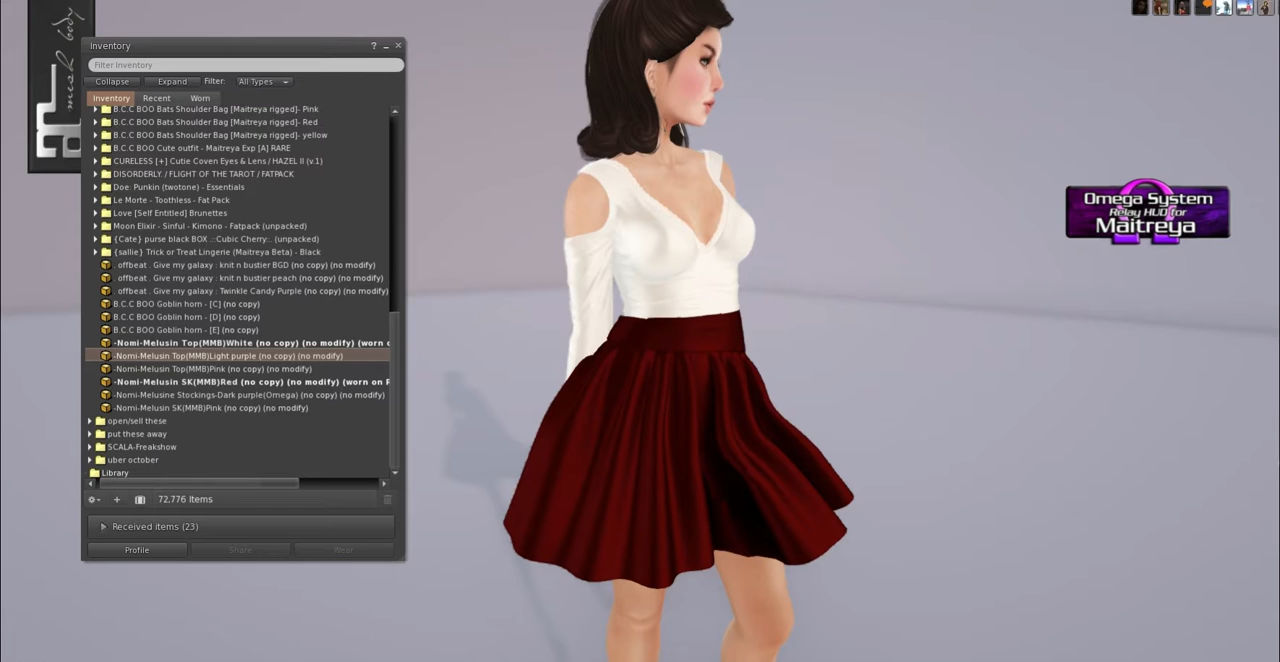 mesh body
Inventory
?
Filter Inventory
Collapse Expand Filter: All Types
Inventory Recent Worn
B.C.C BOO Bats Shoulder Bag [Maitreya rigged]- Pink
B.C.C BOO Bats Shoulder Bag [Maitreya rigged]- Red
B.C.C BOO Bats Shoulder Bag [Maitreya rigged]- yellow
B.C.C BOO Cute outfit - Maitreya Exp [A] RARE
CURELESS [+] Cutie Coven Eyes & Lens / HAZEL II (v.1)
DISORDERLY. / FLIGHT OF THE TAROT / FATPACK
Doe: Punkin (twotone) - Essentials
Le Morte - Toothless - Fat Pack
Love [Self Entitled] Brunettes
Moon Elixir - Sinful - Kimono - Fatpack (unpacked)
{Cate} purse black BOX .::Cubic Cherry::. (unpacked)
{sallie} Trick or Treat Lingerie (Maitreya Beta) - Black
. offbeat . Give my galaxy : knit n bustier BGD (no copy) (no modify)
. offbeat . Give my galaxy : knit n bustier peach (no copy) (no modify)
. offbeat . Give my galaxy : Twinkle Candy Purple (no copy) (no modify)
B.C.C BOO Goblin horn - [C] (no copy)
B.C.C BOO Goblin horn - [D] (no copy)
B.C.C BOO Goblin horn - [E] (no copy)
-Nomi-Melusin Top(MMB)White (no copy) (no modify) (worn o
-Nomi-Melusin Top(MMB)Light purple (no copy) (no modify)
-Nomi-Melusin Top(MMB)Pink (no copy) (no modify)
-Nomi-Melusin SK(MMB)Red (no copy) (no modify) (worn on R
-Nomi-Melusine Stockings-Dark purple(Omega) (no copy) (no modify)
-Nomi-Melusin SK(MMB)Pink (no copy) (no modify)
open/sell these
put these away
SCALA-Freakshow
uber october
Library
72,776 Items
Received items (23)
Profile Share Wear
Omega System
Relay HUD for
Maitreya